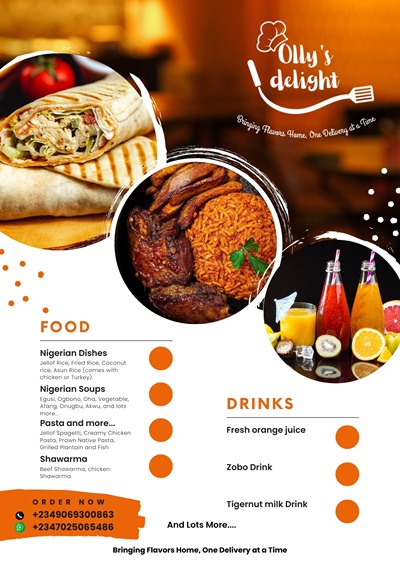 Olly's
delight
Bringing Flavors Home, One Delivery at a Time
FOOD
Nigerian Dishes
Jellof Rice, Fried Rice, Coconut
rice, Asun Rice (comes with
chicken or Turkey).
Nigerian Soups
Egusi, Ogbono, Oha, Vegetable,
Afang, Onugbu, Akwu, and lots
more...
Pasta and more...
Jellof Spagetti, Creamy Chicken
Pasta, Prawn Native Pasta,
Grilled Plantain and Fish
Shawarma
Beef Shawarma, chicken
Shawarma.
DRINKS
Fresh orange juice
Zobo Drink
Tigernut milk Drink
And Lots More....
ORDER NOW
+2349069300863
+2347025065486
Bringing Flavors Home, One Delivery at a Time